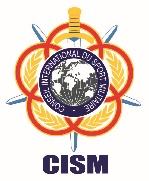 CONSEIL INTERNATIONAL DU SPORT MILITAIRE
CISM